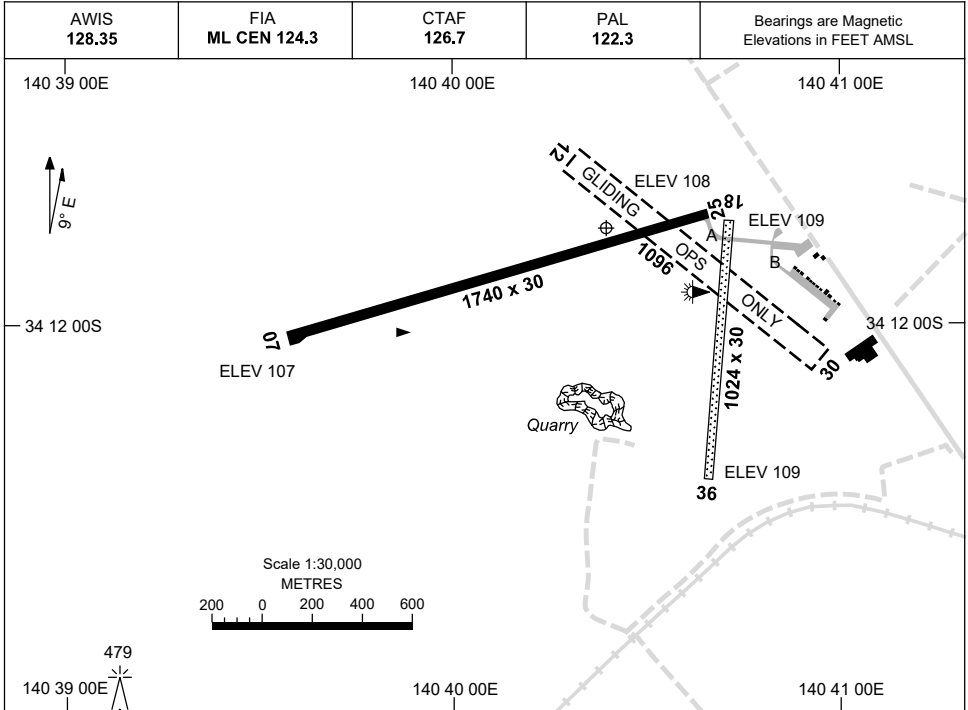 AWIS
128.35
FIA
ML CEN 124.3
CTAF
126.7
PAL
122.3
Bearings are Magnetic
Elevations in FEET AMSL
140 39 00E
140 40 00E
140 41 00E
9° E
12
GLIDING
ELEV 108
25
18
ELEV 109
A
OPS
1096
B
1740 x 30
ONLY
34 12 00S
34 12 00S
07
ELEV 107
30
1024 x 30
Quarry
ELEV 109
36
Scale 1:30,000
METRES
200 0 200 400 600
479
140 39 00E
140 40 00E
140 41 00E